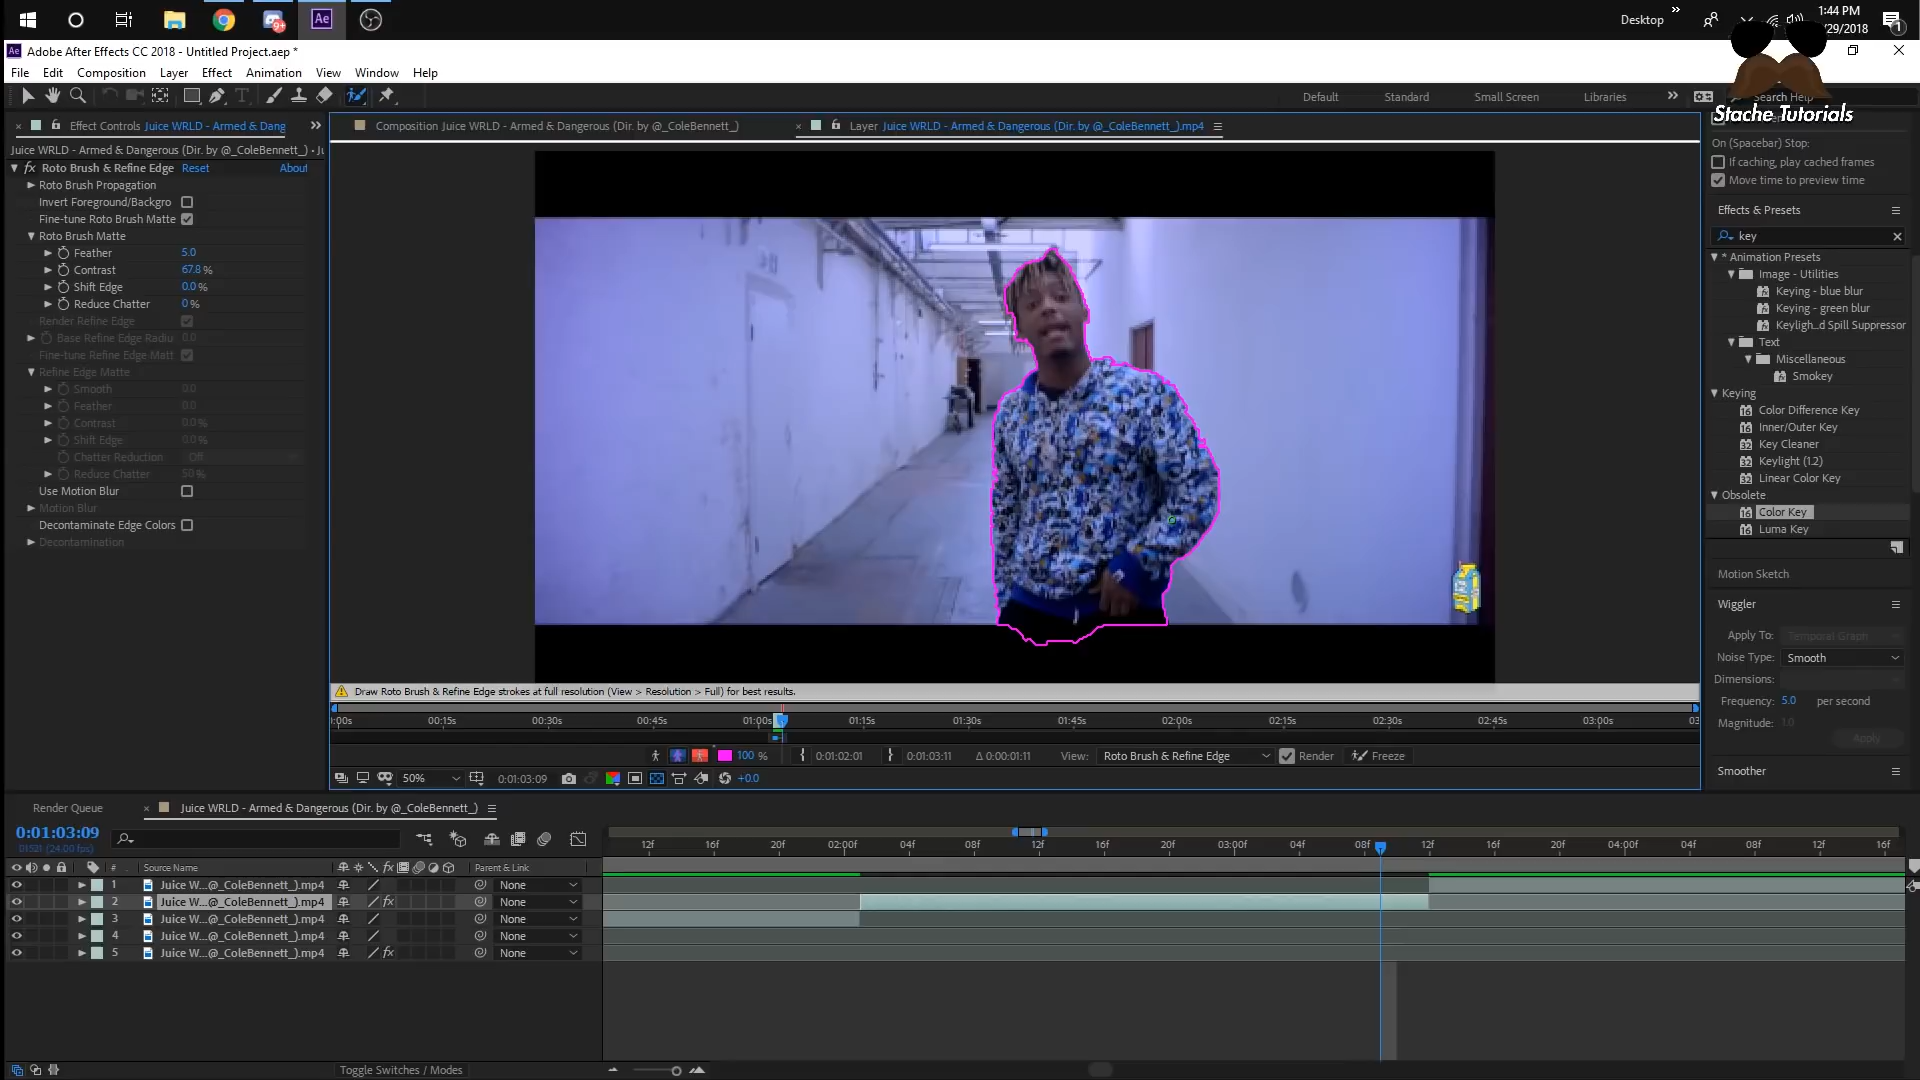 Desktop
»
9+
Ae
1:44 PM
/29/2018
1
Ae Adobe After Effects CC 2018 - Untitled Project.aep *
File Edit Composition Layer Effect Animation View Window Help
Default Standard Small Screen Libraries » Search Help
Stache Tutorials
Effect Controls Juice WRLD - Armed & Dang »
Juice WRLD - Armed & Dangerous (Dir. by @_ColeBennett_) • Ju
fx Roto Brush & Refine Edge Reset About
Roto Brush Propagation
Invert Foreground/Backgro
Fine-tune Roto Brush Matte
Roto Brush Matte
Feather 5.0
Contrast 67.8 %
Shift Edge 0.0 %
Reduce Chatter 0 %
Render Refine Edge
Base Refine Edge Radiu 0.0
Fine-tune Refine Edge Matt
Refine Edge Matte
Smooth 0.0
Feather 0.0
Contrast 0.0 %
Shift Edge 0.0 %
Chatter Reduction Off
Reduce Chatter 50 %
Use Motion Blur
Motion Blur
Decontaminate Edge Colors
Decontamination
Composition Juice WRLD - Armed & Dangerous (Dir. by @_ColeBennett_)
Layer Juice WRLD - Armed & Dangerous (Dir. by @_ColeBennett_).mp4
Draw Roto Brush & Refine Edge strokes at full resolution (View > Resolution > Full) for best results.
:00s 00:15s 00:30s 00:45s 01:00s 01:15s 01:30s 01:45s 02:00s 02:15s 02:30s 02:45s 03:00s 03
100 % 0:01:02:01 0:01:03:11 Δ 0:00:01:11 View: Roto Brush & Refine Edge Render Freeze
50% 0:01:03:09 +0.0
On (Spacebar) Stop:
If caching, play cached frames
Move time to preview time
Effects & Presets
key
* Animation Presets
Image - Utilities
Keying - blue blur
Keying - green blur
Keyligh...d Spill Suppressor
Text
Miscellaneous
Smokey
Keying
Color Difference Key
Inner/Outer Key
Key Cleaner
Keylight (1.2)
Linear Color Key
Obsolete
Color Key
Luma Key
Motion Sketch
Wiggler
Apply To: Temporal Graph
Noise Type: Smooth
Dimensions:
Frequency: 5.0 per second
Magnitude: 1.0
Apply
Smoother
Render Queue Juice WRLD - Armed & Dangerous (Dir. by @_ColeBennett_)
0:01:03:09
01521 (24.00 fps)
12f 16f 20f 02:00f 04f 08f 12f 16f 20f 03:00f 04f 08f 12f 16f 20f 04:00f 04f 08f 12f 16f
# Source Name fx Parent & Link
1 Juice W...@_ColeBennett_).mp4 None
2 Juice W...@_ColeBennett_).mp4 fx None
3 Juice W...@_ColeBennett_).mp4 None
4 Juice W...@_ColeBennett_).mp4 None
5 Juice W...@_ColeBennett_).mp4 fx None
Toggle Switches / Modes